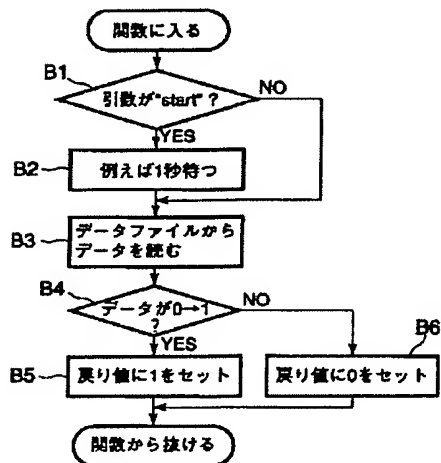 関数に入る
B1
引数が"start"?
NO
YES
B2
例えば1秒待つ
B3
データファイルから
データを読む
B4
データが0→1
?
NO
YES
B6
B5
戻り値に1をセット
戻り値に0をセット
関数から抜ける